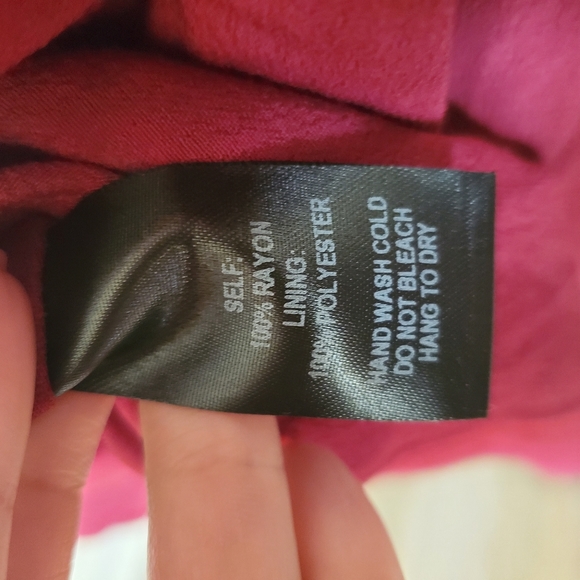 SELF:
100% RAYON
LINING:
100% POLYESTER
HAND WASH COLD
DO NOT BLEACH
HANG TO DRY